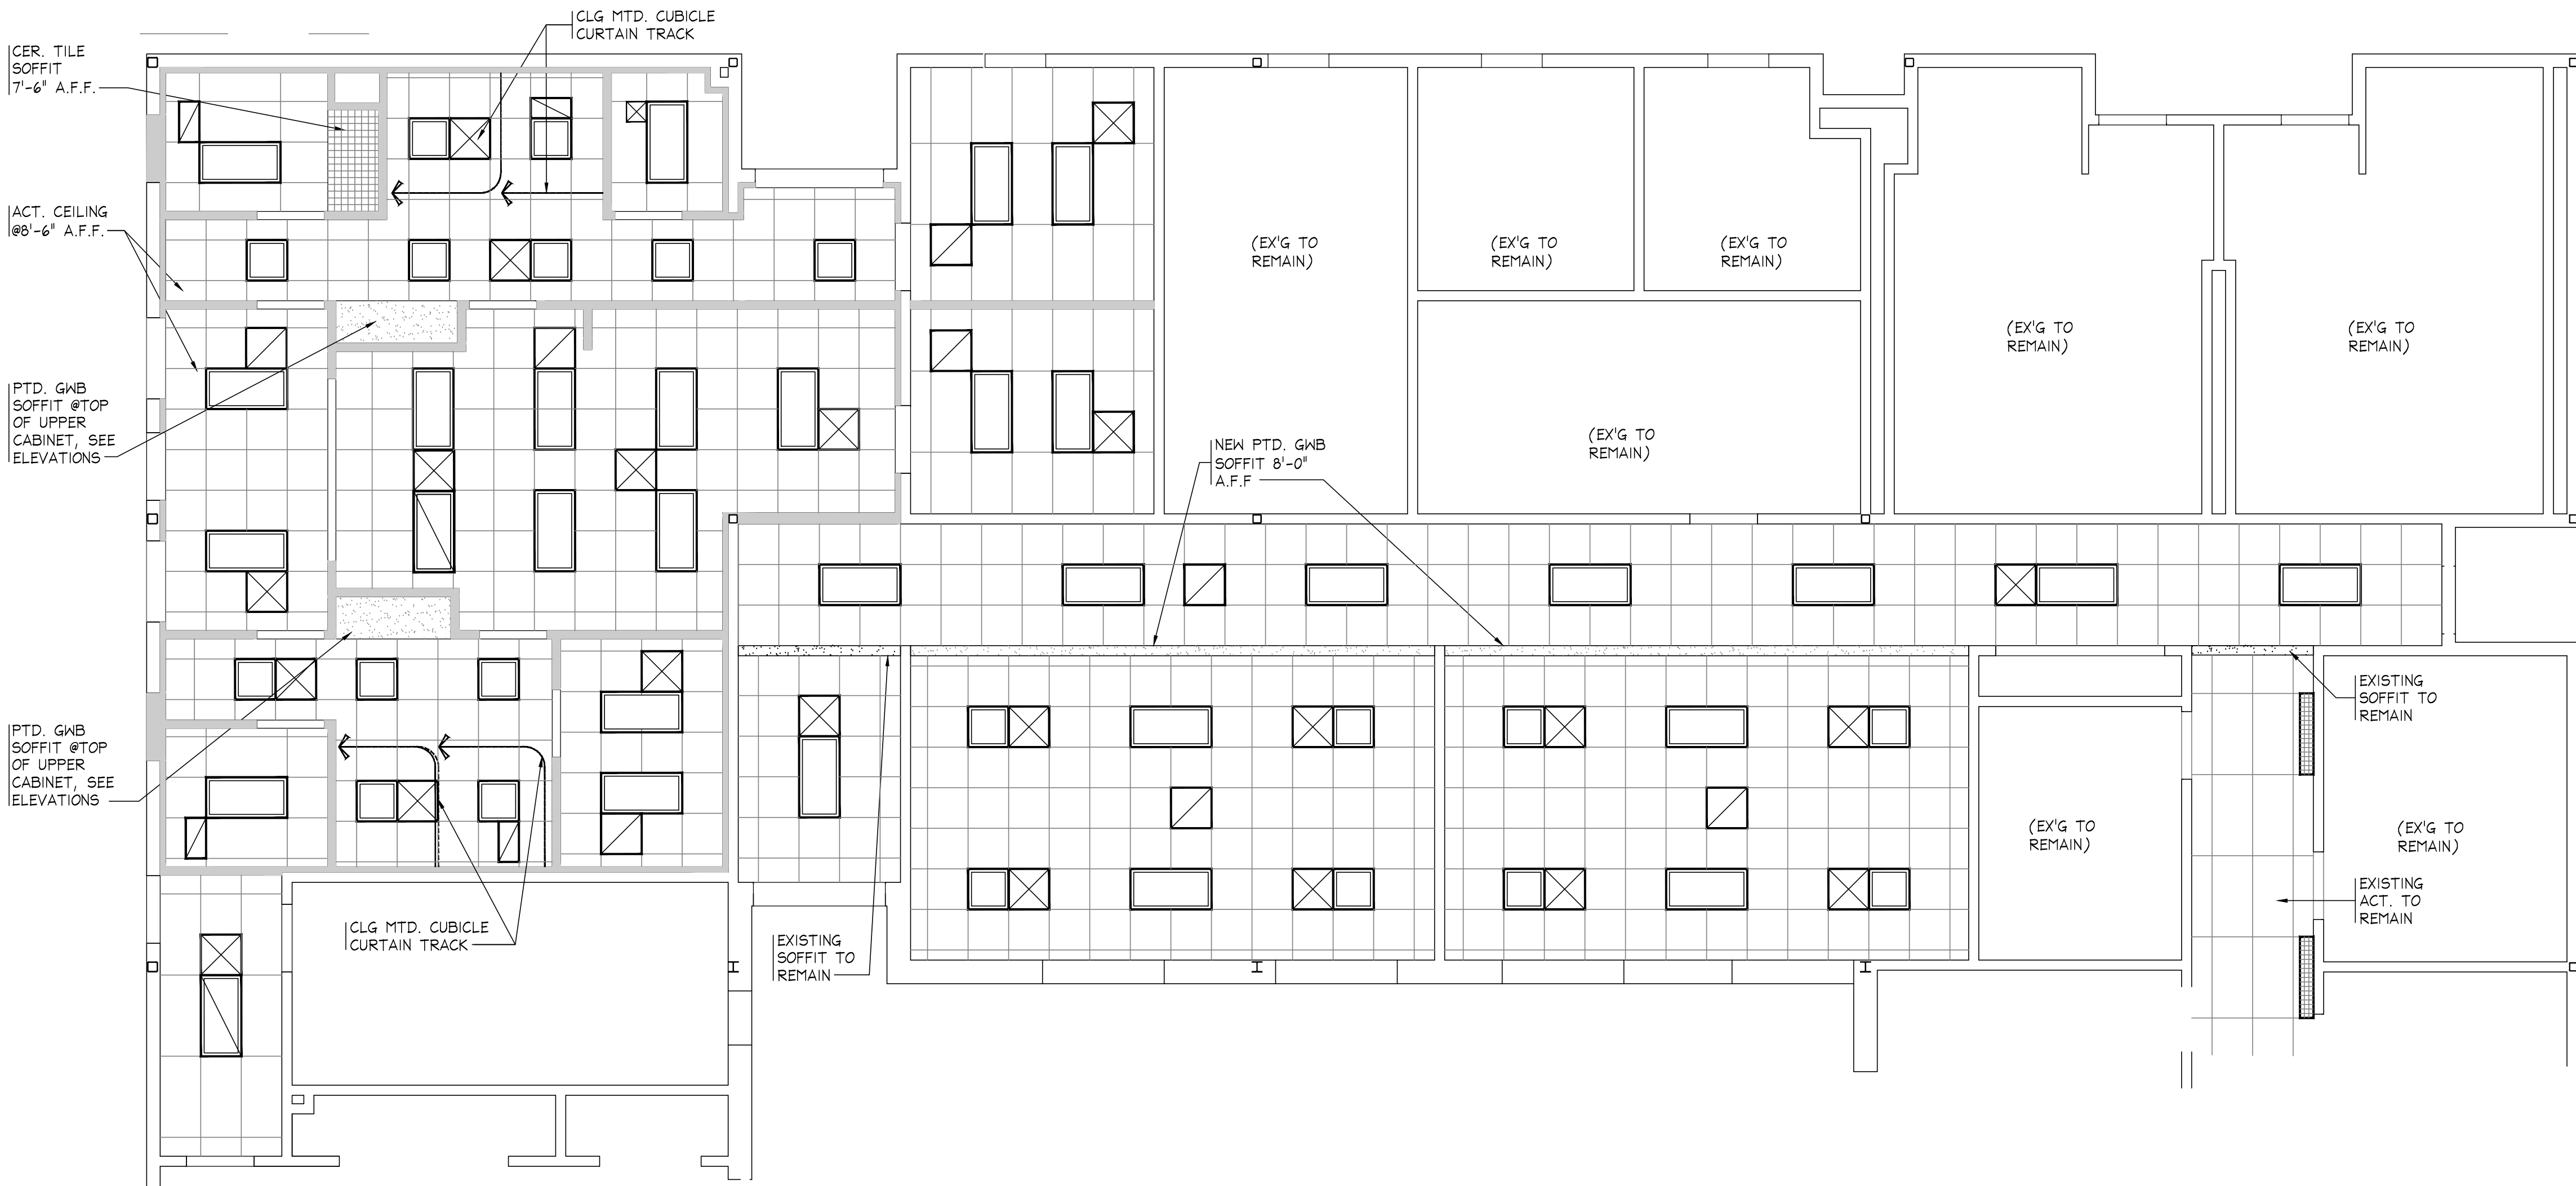 CLG MTD. CUBICLE
CURTAIN TRACK
CER. TILE
SOFFIT
7'-6" A.F.F.
ACT. CEILING
@8'-6" A.F.F.
(EX'G TO
REMAIN)
(EX'G TO
REMAIN)
(EX'G TO
REMAIN)
(EX'G TO
REMAIN)
(EX'G TO
REMAIN)
PTD. GWB
SOFFIT @TOP
OF UPPER
CABINET, SEE
ELEVATIONS
(EX'G TO
REMAIN)
NEW PTD. GWB
SOFFIT 8'-0"
A.F.F
EXISTING
SOFFIT TO
REMAIN
PTD. GWB
SOFFIT @TOP
OF UPPER
CABINET, SEE
ELEVATIONS
(EX'G TO
REMAIN)
(EX'G TO
REMAIN)
EXISTING
ACT. TO
REMAIN
CLG MTD. CUBICLE
CURTAIN TRACK
EXISTING
SOFFIT TO
REMAIN